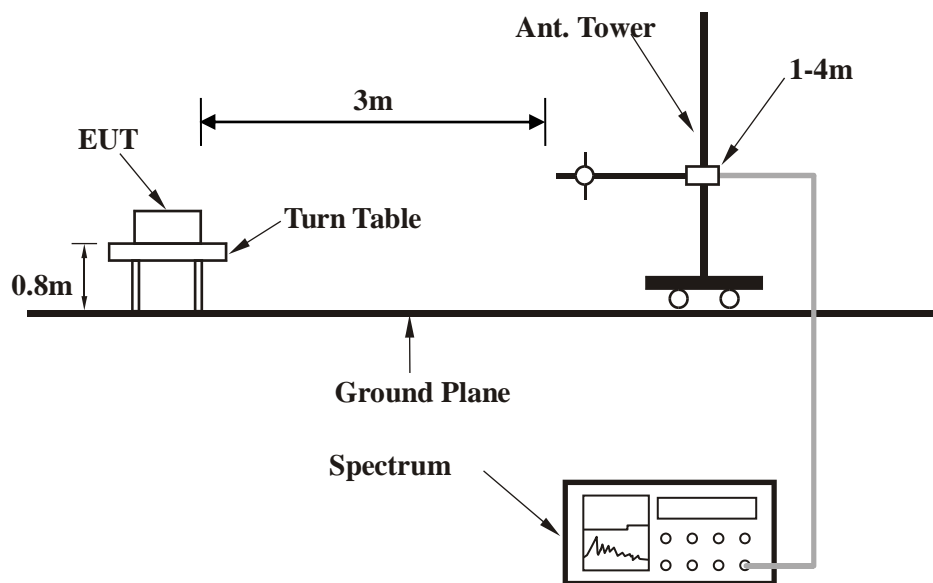 Ant. Tower
1-4m
3m
EUT
Turn Table
0.8m
Ground Plane
Spectrum